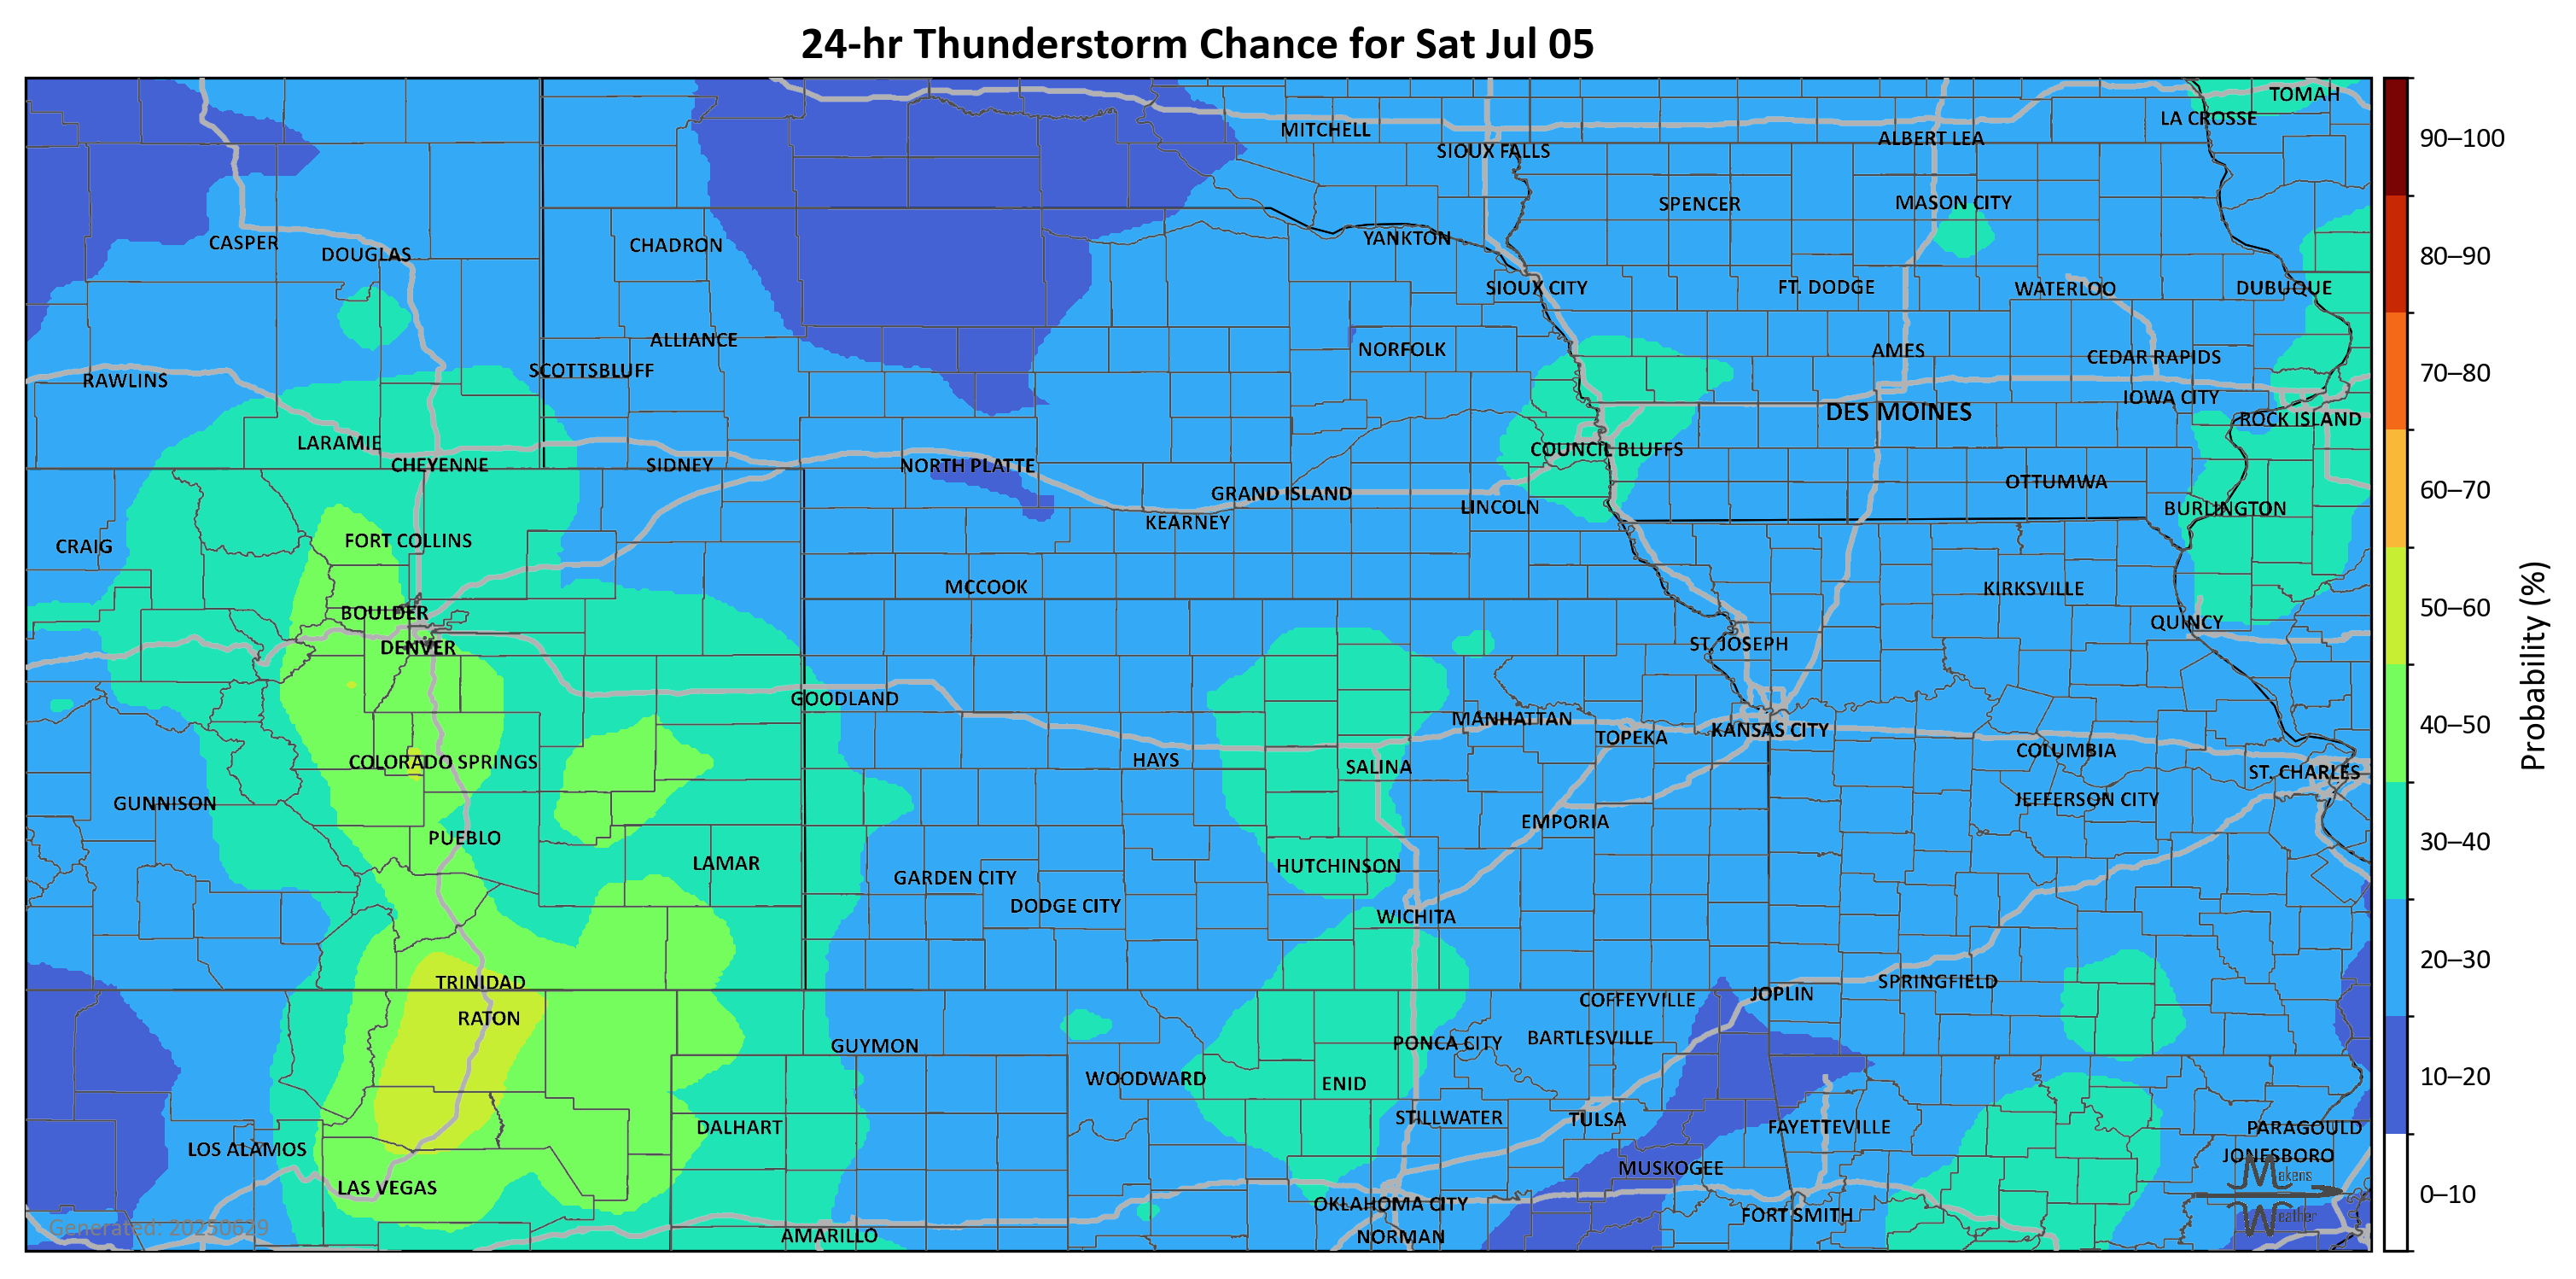 24-hr Thunderstorm Chance for Sat Jul 05
TOMAH
LA CROSSE
90–100
MITCHELL
ALBERT LEA
SIOUX FALLS
SPENCER
MASON CITY
CASPER
DOUGLAS
CHADRON
YANKTON
80–90
SIOUX CITY
FT. DODGE
WATERLOO
DUBUQUE
ALLIANCE
NORFOLK
AMES
CEDAR RAPIDS
RAWLINS
SCOTTSBLUFF
70–80
IOWA CITY
DES MOINES
ROCK ISLAND
LARAMIE
COUNCIL BLUFFS
CHEYENNE
SIDNEY
NORTH PLATTE
OTTUMWA
60–70
GRAND ISLAND
LINCOLN
BURLINGTON
KEARNEY
CRAIG
FORT COLLINS
MCCOOK
KIRKSVILLE
50–60
BOULDER
QUINCY
DENVER
ST. JOSEPH
GOODLAND
Probability (%)
MANHATTAN
TOPEKA
KANSAS CITY
40–50
COLUMBIA
COLORADO SPRINGS
HAYS
SALINA
ST. CHARLES
GUNNISON
JEFFERSON CITY
EMPORIA
PUEBLO
30–40
LAMAR
HUTCHINSON
GARDEN CITY
DODGE CITY
WICHITA
20–30
TRINIDAD
SPRINGFIELD
COFFEYVILLE
JOPLIN
RATON
GUYMON
PONCA CITY
BARTLESVILLE
WOODWARD
ENID
10–20
STILLWATER
TULSA
DALHART
FAYETTEVILLE
PARAGOULD
LOS ALAMOS
JONESBORO
MUSKOGEE
Makens
LAS VEGAS
0–10
OKLAHOMA CITY
FORT SMITH
Weather
Generated: 20250629
AMARILLO
NORMAN